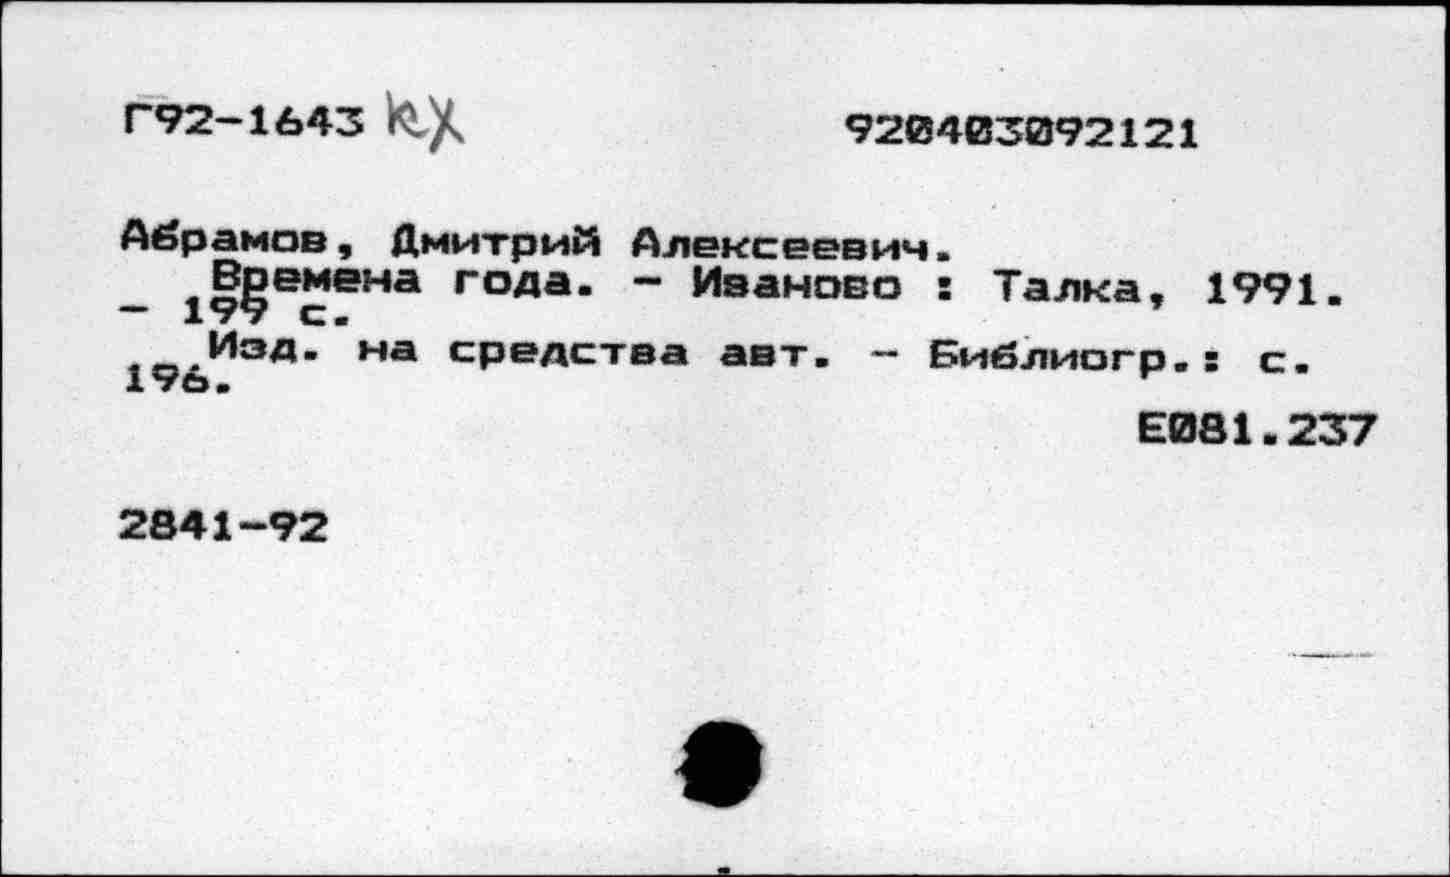 Г92-1643 кх
920403092121
Абрамов, Дмитрий Алексеевич.
Времена года. - Иваново : Талка, 1991.
- 199 с.
Изд. на средства авт. - Библиогр.: с.
196.
Е081.237
2841-92